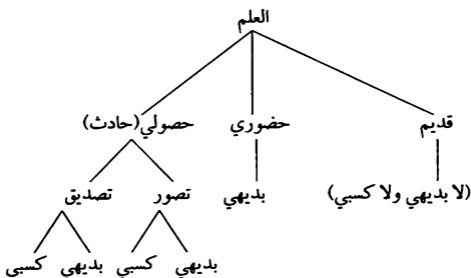 العلم
قديم حضوري حصولي (حادث)
(لا بديهي ولا كسبي) بديهي تصور تصديق
بديهي كسبي بديهي كسبي